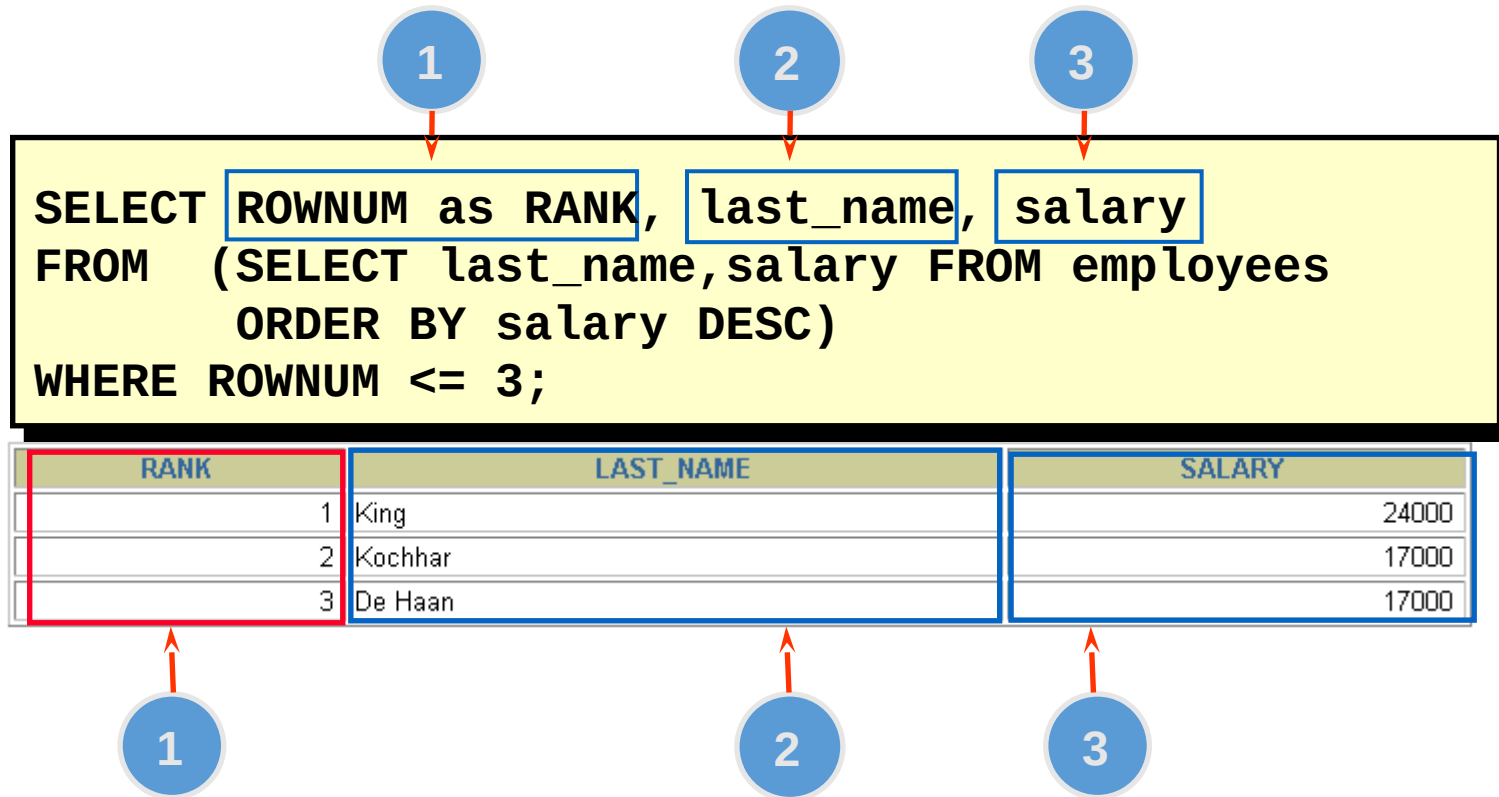 1 2 3
SELECT ROWNUM as RANK, last_name, salary
FROM (SELECT last_name,salary FROM employees
ORDER BY salary DESC)
WHERE ROWNUM <= 3;
RANK LAST_NAME SALARY
1 King 24000
2 Kochhar 17000
3 De Haan 17000
1 2 3